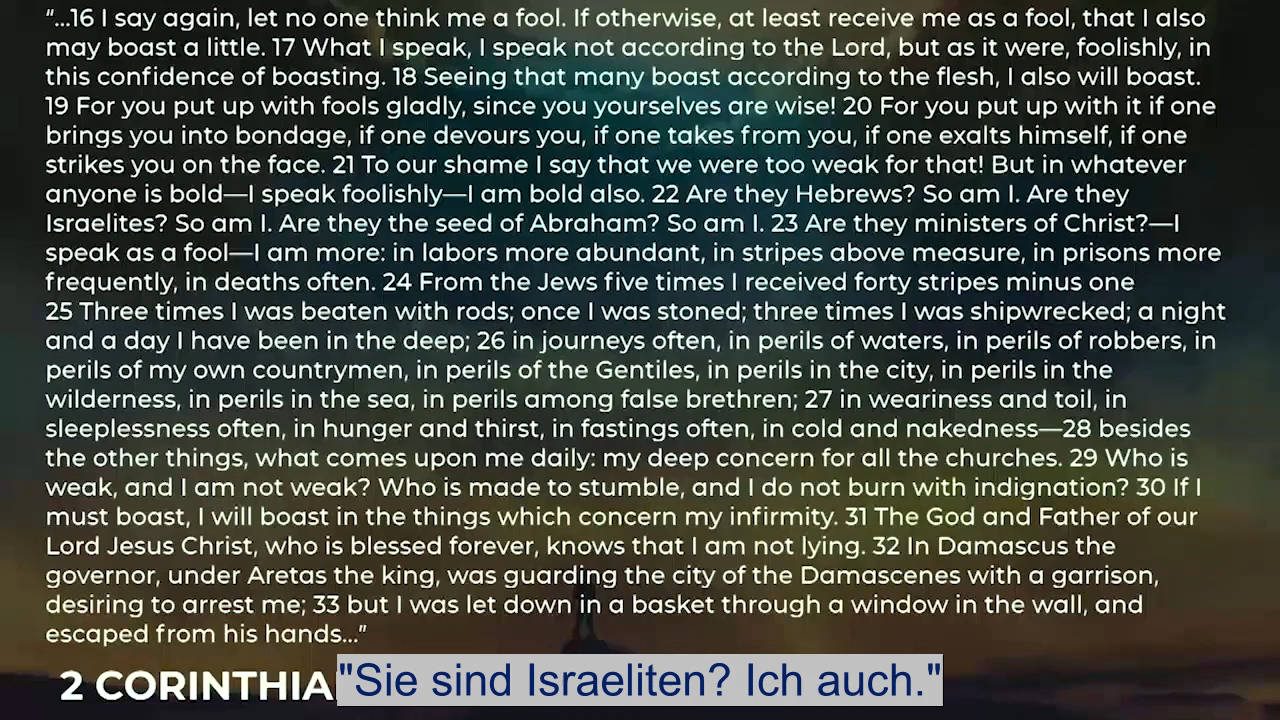 “...16 I say again, let no one think me a fool. If otherwise, at least receive me as a fool, that I also
may boast a little. 17 What I speak, I speak not according to the Lord, but as it were, foolishly, in
this confidence of boasting. 18 Seeing that many boast according to the flesh, I also will boast.
19 For you put up with fools gladly, since you yourselves are wise! 20 For you put up with it if one
brings you into bondage, if one devours you, if one takes from you, if one exalts himself, if one
strikes you on the face. 21 To our shame I say that we were too weak for that! But in whatever
anyone is bold—I speak foolishly—I am bold also. 22 Are they Hebrews? So am I. Are they
Israelites? So am I. Are they the seed of Abraham? So am I. 23 Are they ministers of Christ?—I
speak as a fool—I am more: in labors more abundant, in stripes above measure, in prisons more
frequently, in deaths often. 24 From the Jews five times I received forty stripes minus one
25 Three times I was beaten with rods; once I was stoned; three times I was shipwrecked; a night
and a day I have been in the deep; 26 in journeys often, in perils of waters, in perils of robbers, in
perils of my own countrymen, in perils of the Gentiles, in perils in the city, in perils in the
wilderness, in perils in the sea, in perils among false brethren; 27 in weariness and toil, in
sleeplessness often, in hunger and thirst, in fastings often, in cold and nakedness—28 besides
the other things, what comes upon me daily: my deep concern for all the churches. 29 Who is
weak, and I am not weak? Who is made to stumble, and I do not burn with indignation? 30 If I
must boast, I will boast in the things which concern my infirmity. 31 The God and Father of our
Lord Jesus Christ, who is blessed forever, knows that I am not lying. 32 In Damascus the
governor, under Aretas the king, was guarding the city of the Damascenes with a garrison,
desiring to arrest me; 33 but I was let down in a basket through a window in the wall, and
escaped from his hands...”
2 CORINTHIA
"Sie sind Israeliten? Ich auch."